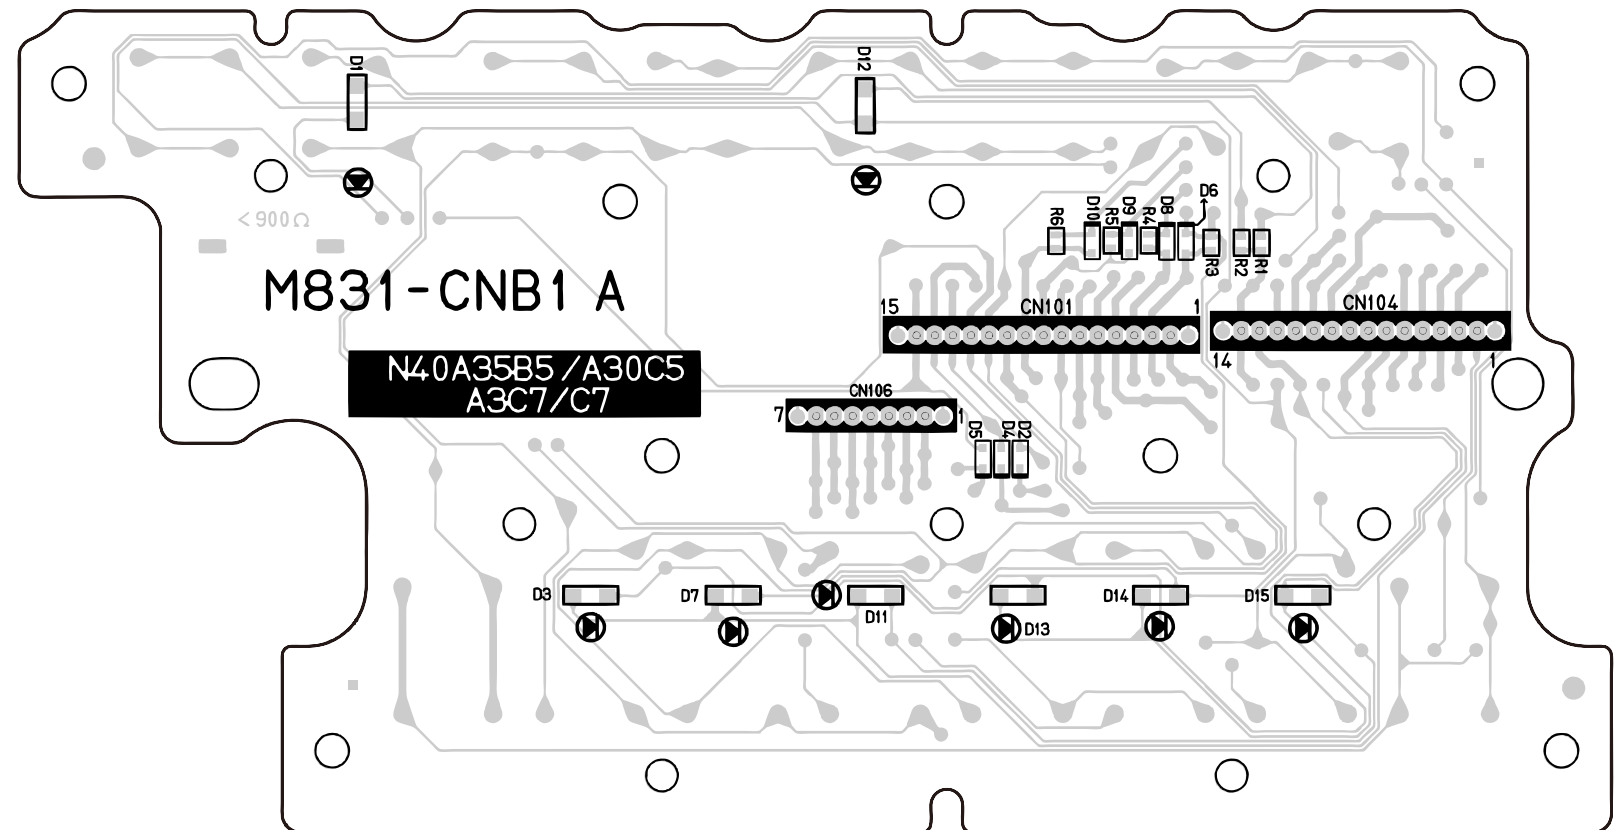 D1
D12
D6
<900Ω
R6
D10
R5
D9
R4
D8
R3
R2
R1
M831-CNB1 A
15
CN101
1
CN104
14
1
N40A35B5/A30C5
A3C7/C7
CN106
7
1
D5
D4
D2
D3
D7
D11
D13
D14
D15